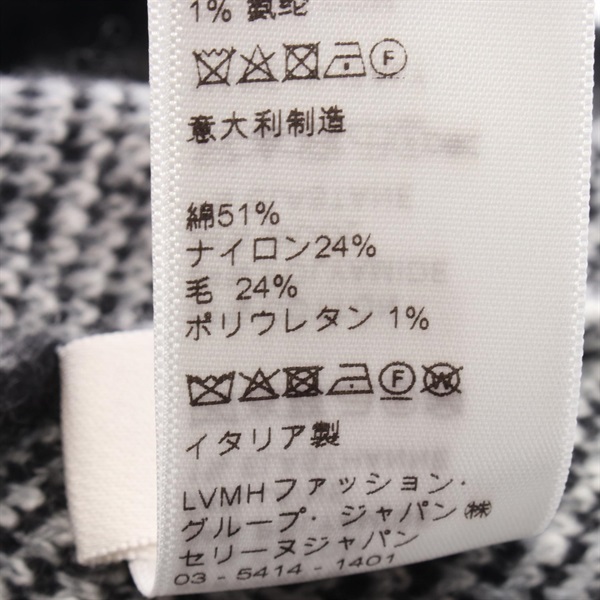 1% 氨纶
意大利制造
綿51%
ナイロン24%
毛 24%
ポリウレタン 1%
イタリア製
LVMHファッション・
グループ・ジャパン㈱
セリーヌジャパン
03 - 5414 - 1401